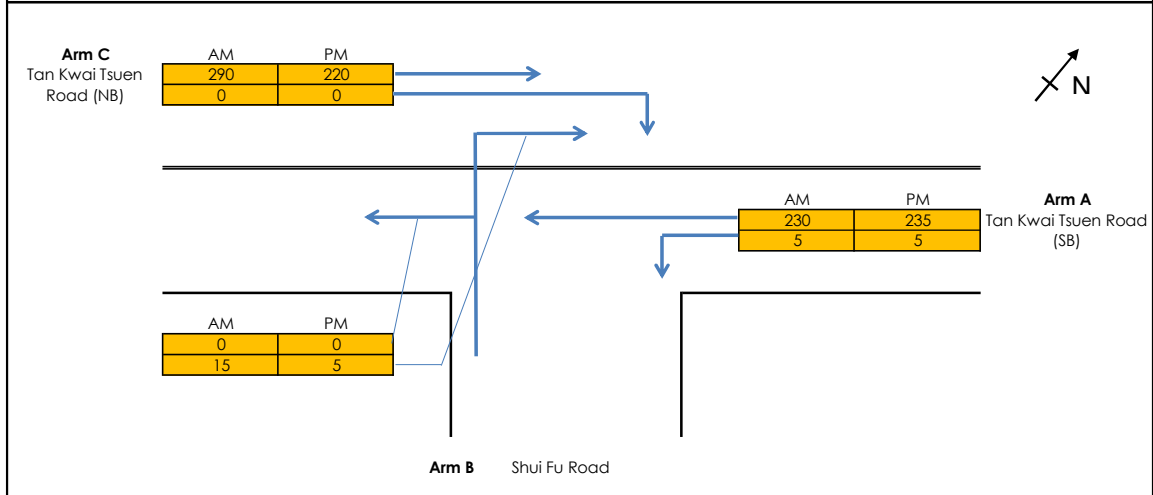 Arm C
Tan Kwai Tsuen
Road (NB)
AM PM
290 220
0 0
N
AM PM
230 235
5 5
Arm A
Tan Kwai Tsuen Road
(SB)
AM PM
0 0
15 5
Arm B Shui Fu Road